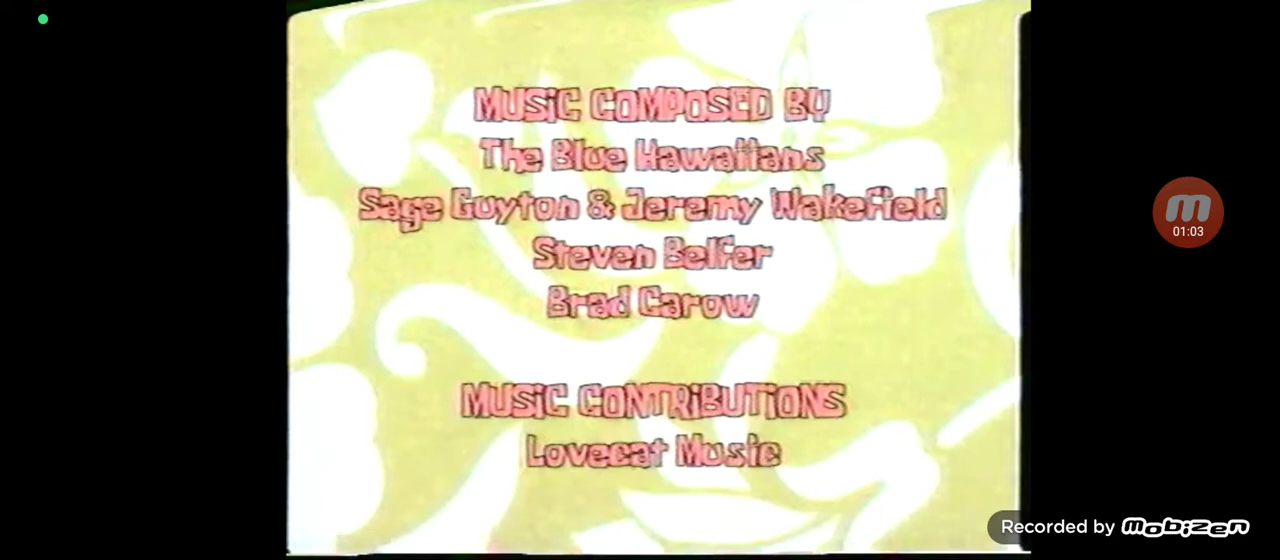 MUSiC COMPOSED BY
The Blue Hawaiians
Sage Guyton & Jeremy Wakefield
Steven Belfer
Brad Carow
MUSiC CONTRiBUTiONS
Lovecat Music
01:03
Recorded by Mobizen